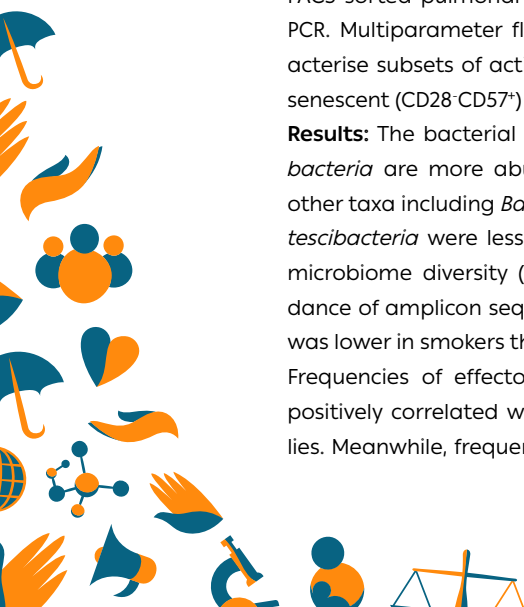 FACS sorted pulmonary
PCR. Multiparameter fl
acterise subsets of act
senescent (CD28-CD57+)
Results: The bacterial
bacteria are more abu
other taxa including Ba
tescibacteria were less
microbiome diversity (
dance of amplicon seq
was lower in smokers th
Frequencies of effecto
positively correlated w
lies. Meanwhile, frequen